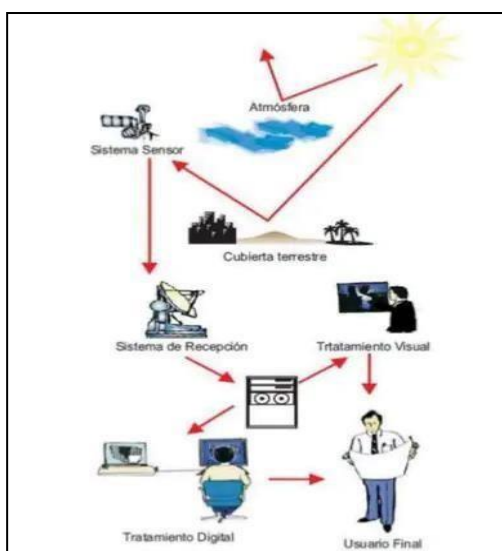 Atmósfera
Sistema Sensor
Cubierta terrestre
Sistema de Recepción
Trtatamiento Visual
Tratamiento Digital
Usuario Final